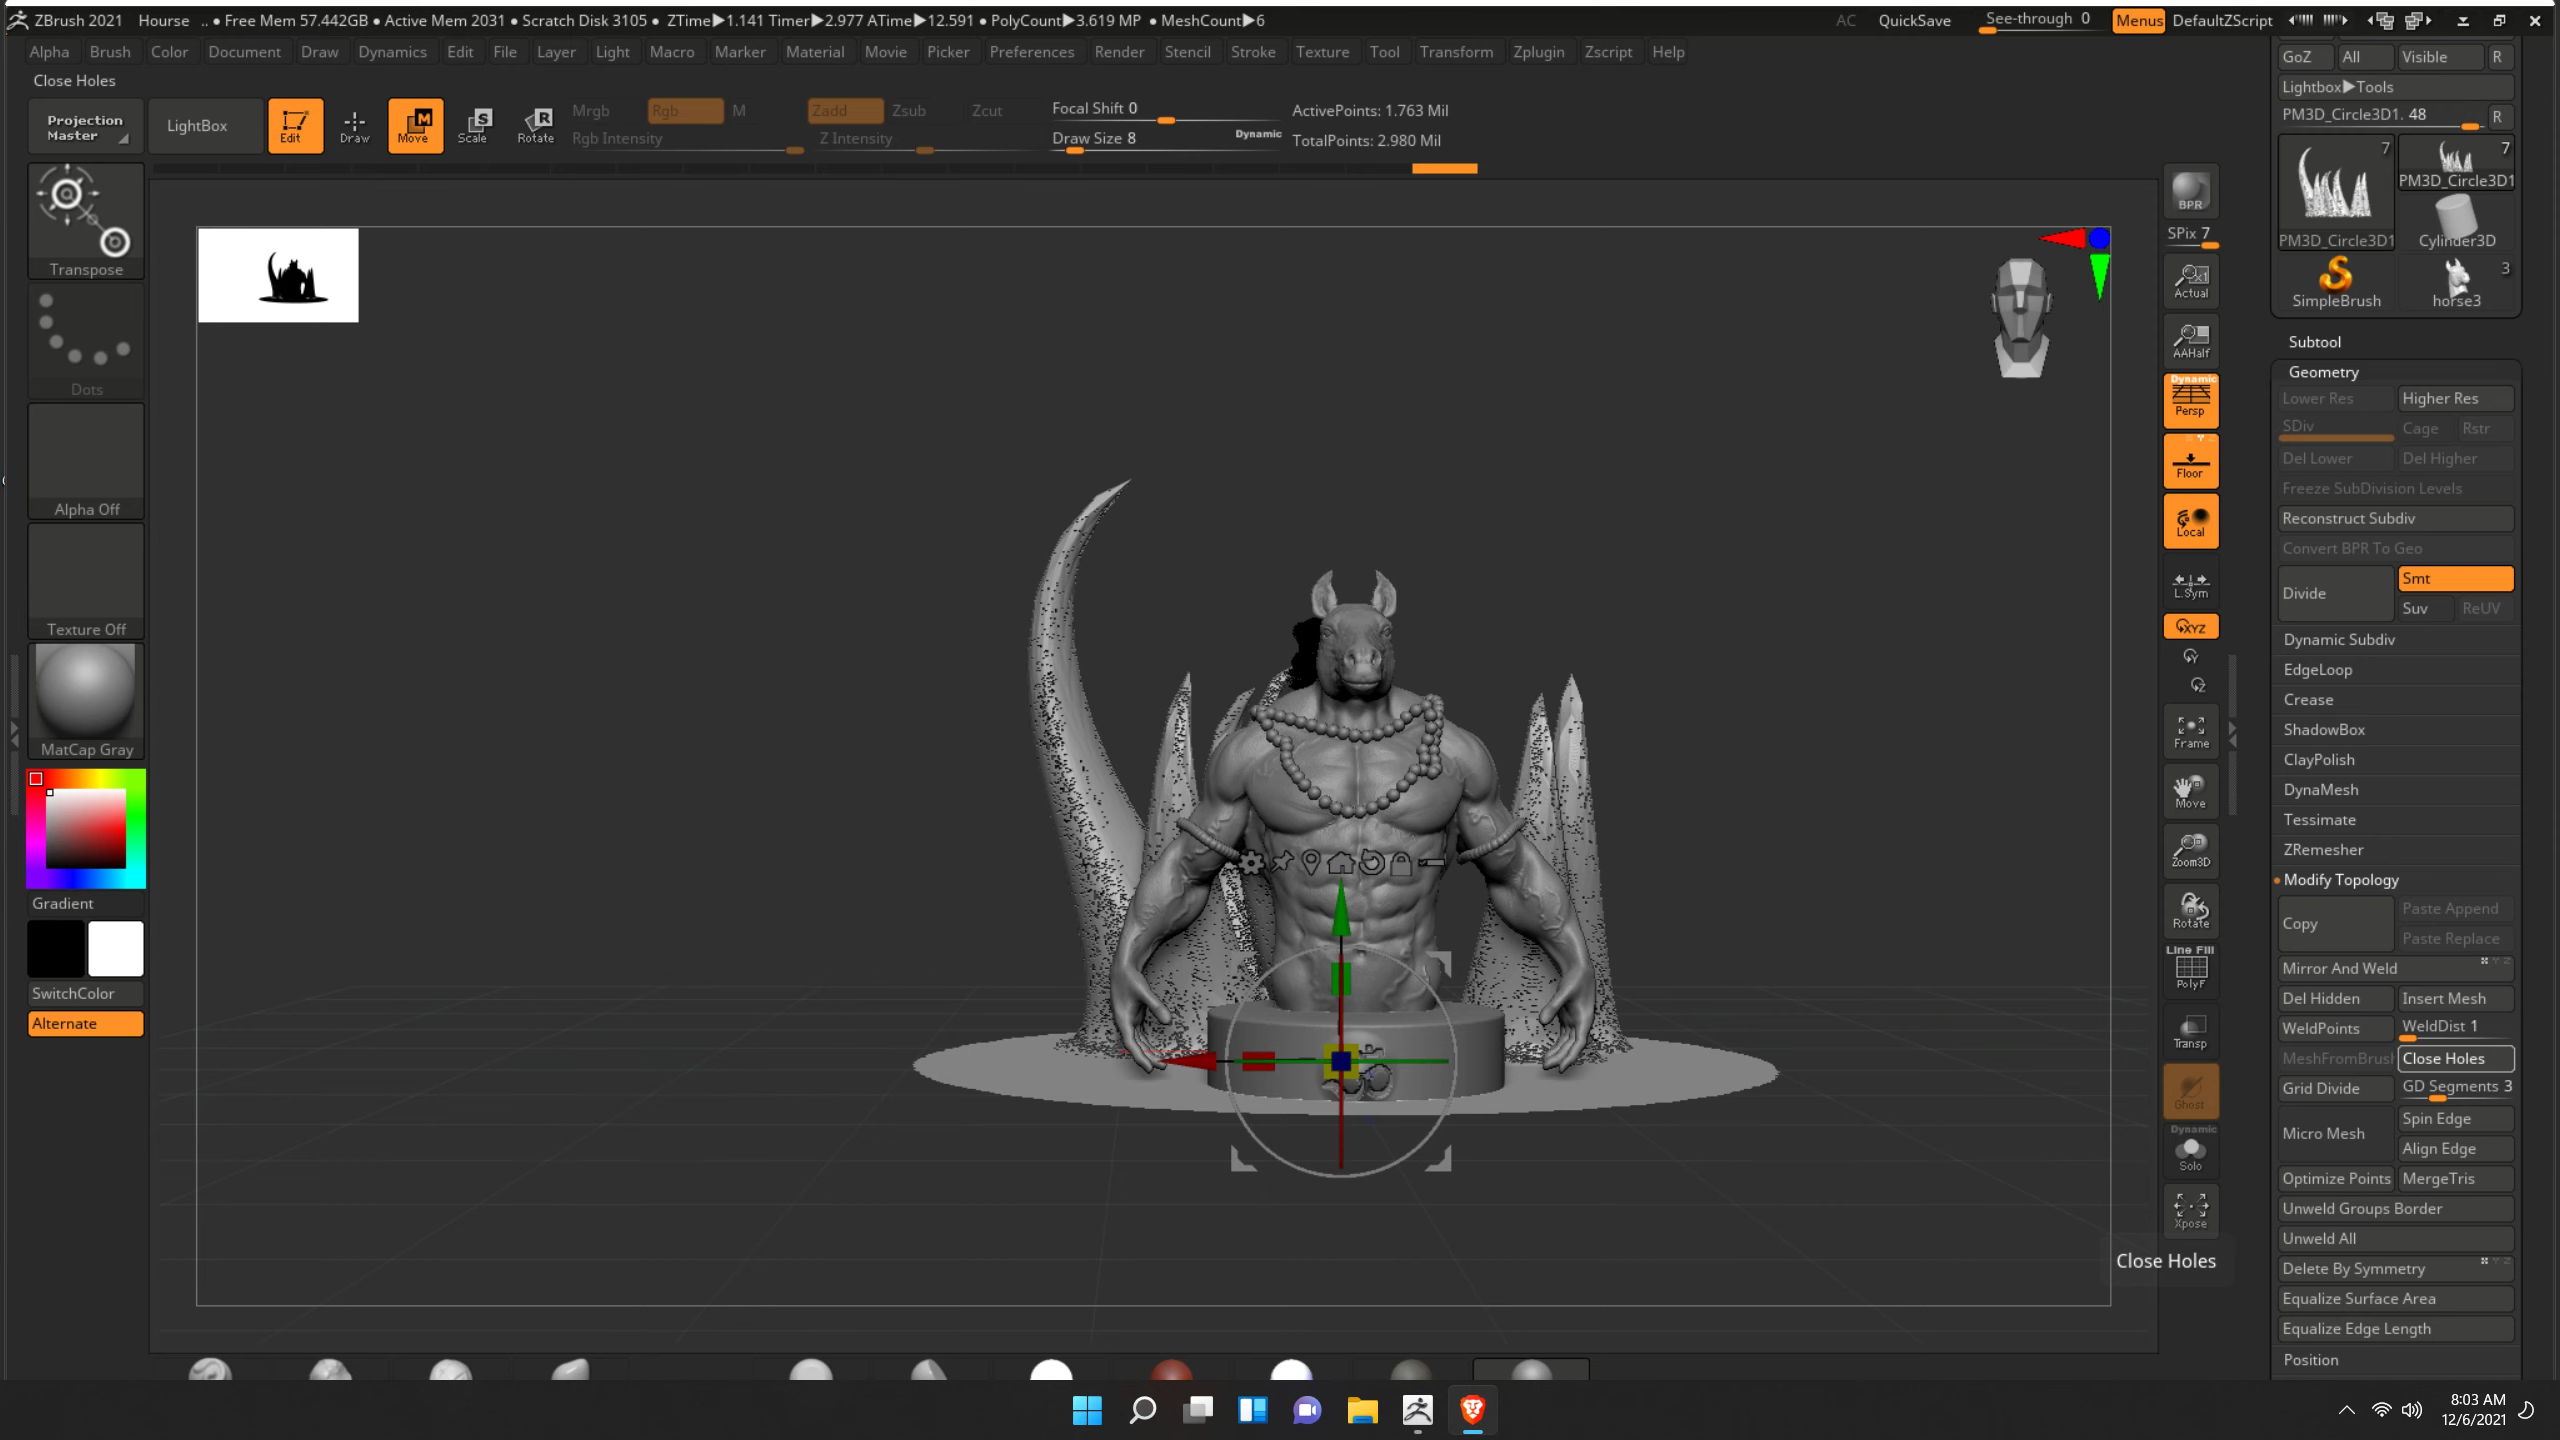 ZBrush 2021 Hourse .. • Free Mem 57.442GB • Active Mem 2031 • Scratch Disk 3105 • ZTime▶1.141 Timer▶2.977 ATime▶12.591 • PolyCount▶3.619 MP • MeshCount▶6 AC QuickSave See-through 0 Menus DefaultZScript
Alpha Brush Color Document Draw Dynamics Edit File Layer Light Macro Marker Material Movie Picker Preferences Render Stencil Stroke Texture Tool Transform Zplugin Zscript Help
Close Holes
Projection Master
LightBox
Edit
Draw
Move
Scale
Rotate
Mrgb Rgb M
Rgb Intensity
Zadd Zsub Zcut
Z Intensity
Focal Shift 0
Draw Size 8
Dynamic
ActivePoints: 1.763 Mil
TotalPoints: 2.980 Mil
Transpose
Dots
Alpha Off
Texture Off
MatCap Gray
Gradient
SwitchColor
Alternate
BPR
SPix 7
Actual
AAHalf
Dynamic
Persp
Floor
Local
L.Sym
XYZ
Y
Z
Frame
Move
Zoom3D
Rotate
Line Fill
PolyF
Transp
Ghost
Dynamic
Solo
Xpose
Close Holes
GoZ All Visible R
Lightbox▶Tools
PM3D_Circle3D1. 48 R
7
PM3D_Circle3D1
7
PM3D_Circle3D1
Cylinder3D
SimpleBrush
3
horse3
Subtool
Geometry
Lower Res Higher Res
SDiv Cage Rstr
Del Lower Del Higher
Freeze SubDivision Levels
Reconstruct Subdiv
Convert BPR To Geo
Divide Smt
Suv ReUV
Dynamic Subdiv
EdgeLoop
Crease
ShadowBox
ClayPolish
DynaMesh
Tessimate
ZRemesher
Modify Topology
Copy Paste Append
Paste Replace
Mirror And Weld
Del Hidden Insert Mesh
WeldPoints WeldDist 1
MeshFromBrush Close Holes
Grid Divide GD Segments 3
Micro Mesh Spin Edge
Align Edge
Optimize Points MergeTris
Unweld Groups Border
Unweld All
Delete By Symmetry
Equalize Surface Area
Equalize Edge Length
Position
8:03 AM
12/6/2021